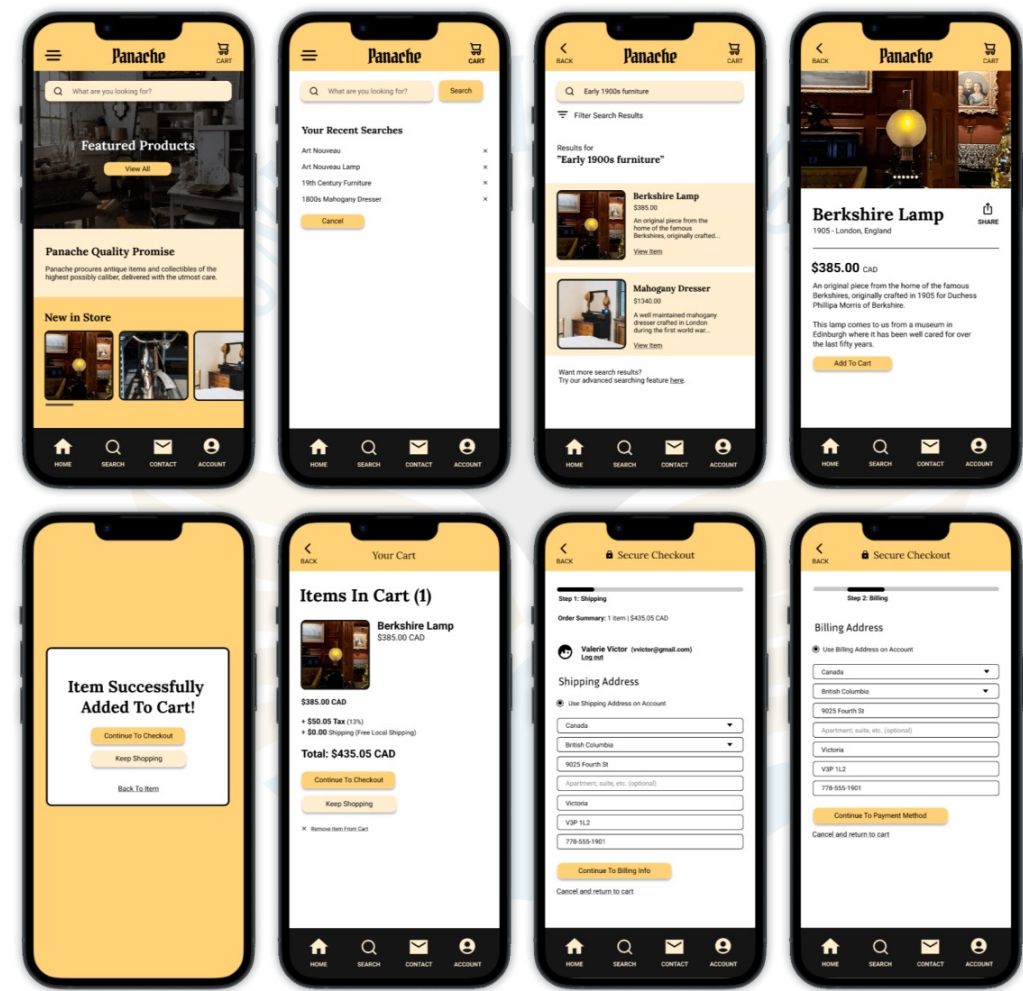 Panache
CART
What are you looking for?
Featured Products
View All
Panache Quality Promise
Panache procures antique items and collectibles of the
highest possibly caliber, delivered with the utmost care.
New in Store
HOME
SEARCH
CONTACT
ACCOUNT
Panache
CART
What are you looking for?
Search
Your Recent Searches
Art Nouveau
×
Art Nouveau Lamp
×
19th Century Furniture
×
1800s Mahogany Dresser
×
Cancel
HOME
SEARCH
CONTACT
ACCOUNT
BACK
Panache
CART
Early 1900s furniture
Filter Search Results
Results for
"Early 1900s furniture"
Berkshire Lamp
$385.00
An original piece from the
home of the famous
Berkshires, originally crafted...
View Item
Mahogany Dresser
$1340.00
A well maintained mahogany
dresser crafted in London
during the first world war...
View Item
Want more search results?
Try our advanced searching feature here.
HOME
SEARCH
CONTACT
ACCOUNT
BACK
Panache
CART
Berkshire Lamp
SHARE
1905 - London, England
$385.00 CAD
An original piece from the home of the famous
Berkshires, originally crafted in 1905 for Duchess
Phillipa Morris of Berkshire.
This lamp comes to us from a museum in
Edinburgh where it has been well cared for over
the last fifty years.
Add To Cart
HOME
SEARCH
CONTACT
ACCOUNT
Item Successfully
Added To Cart!
Continue To Checkout
Keep Shopping
Back To Item
BACK
Your Cart
Items In Cart (1)
Berkshire Lamp
$385.00 CAD
$385.00 CAD
+ $50.05 Tax (13%)
+ $0.00 Shipping (Free Local Shipping)
Total: $435.05 CAD
Continue To Checkout
Keep Shopping
× Remove Item From Cart
HOME
SEARCH
CONTACT
ACCOUNT
BACK
Secure Checkout
Step 1: Shipping
Order Summary: 1 item | $435.05 CAD
Valerie Victor (vvictor@gmail.com)
Log out
Shipping Address
Use Shipping Address on Account
Canada
British Columbia
9025 Fourth St
Apartment, suite, etc. (optional)
Victoria
V3P 1L2
778-555-1901
Continue To Billing Info
Cancel and return to cart
HOME
SEARCH
CONTACT
ACCOUNT
BACK
Secure Checkout
Step 2: Billing
Billing Address
Use Billing Address on Account
Canada
British Columbia
9025 Fourth St
Apartment, suite, etc. (optional)
Victoria
V3P 1L2
778-555-1901
Continue To Payment Method
Cancel and return to cart
HOME
SEARCH
CONTACT
ACCOUNT